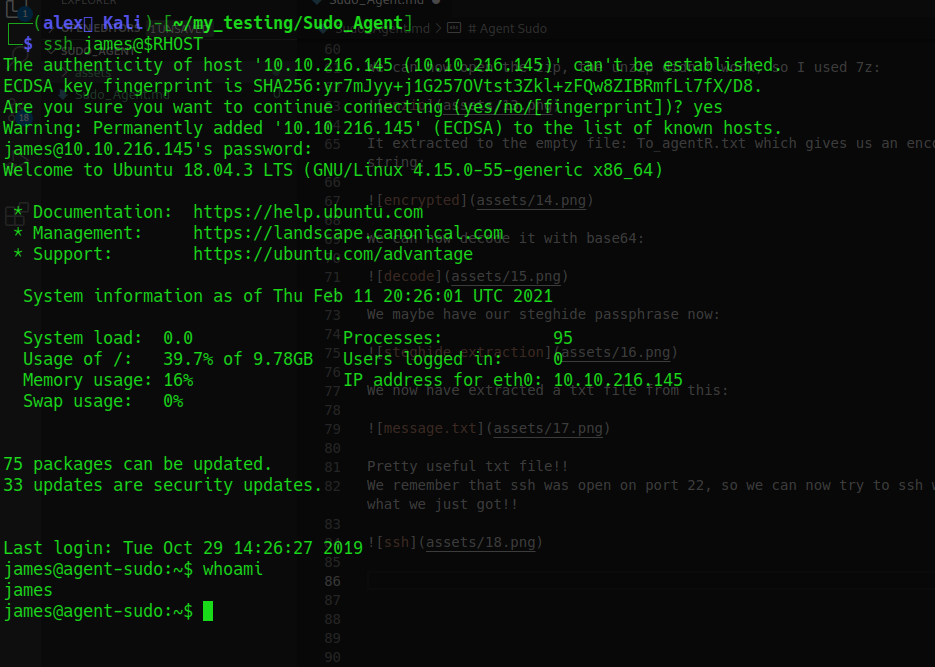 (alex Kali)-[~/my_testing/Sudo_Agent]
$ ssh james@$RHOST
The authenticity of host '10.10.216.145 (10.10.216.145)' can't be established.
ECDSA key fingerprint is SHA256:yr7mJyy+j1G257OVtst3Zkl+zFQw8ZIBRmfLi7fX/D8.
Are you sure you want to continue connecting (yes/no/[fingerprint])? yes
Warning: Permanently added '10.10.216.145' (ECDSA) to the list of known hosts.
james@10.10.216.145's password:
Welcome to Ubuntu 18.04.3 LTS (GNU/Linux 4.15.0-55-generic x86_64)
* Documentation: https://help.ubuntu.com
* Management: https://landscape.canonical.com
* Support: https://ubuntu.com/advantage
System information as of Thu Feb 11 20:26:01 UTC 2021
System load: 0.0 Processes: 95
Usage of /: 39.7% of 9.78GB Users logged in: 0
Memory usage: 16% IP address for eth0: 10.10.216.145
Swap usage: 0%
75 packages can be updated.
33 updates are security updates.
Last login: Tue Oct 29 14:26:27 2019
james@agent-sudo:~$ whoami
james
james@agent-sudo:~$
# Agent Sudo
60
65 It extracted to the empty file: To_agentR.txt which gives us an
string:
66
67 ![encrypted](assets/14.png)
We can now decode it with base64:
71 ![decode](assets/15.png)
73 We maybe have our steghide passphrase now:
74
75 ![steghide extraction](assets/16.png)
76
77 We now have extracted a txt file from this:
78
79 ![message.txt](assets/17.png)
80
81 Pretty useful txt file!!
82 We remember that ssh was open on port 22, so we can now try to ssh
what we just got!!
83
![ssh](assets/18.png)
85
86
87
88
89
90